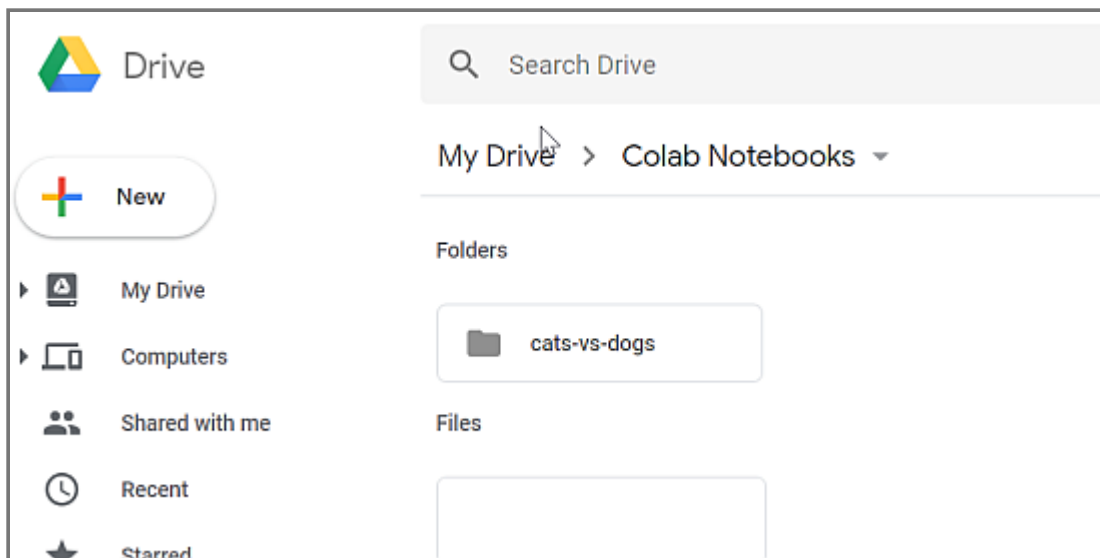 Drive
Search Drive
My Drive > Colab Notebooks
New
Folders
My Drive
cats-vs-dogs
Computers
Shared with me
Files
Recent
Starred